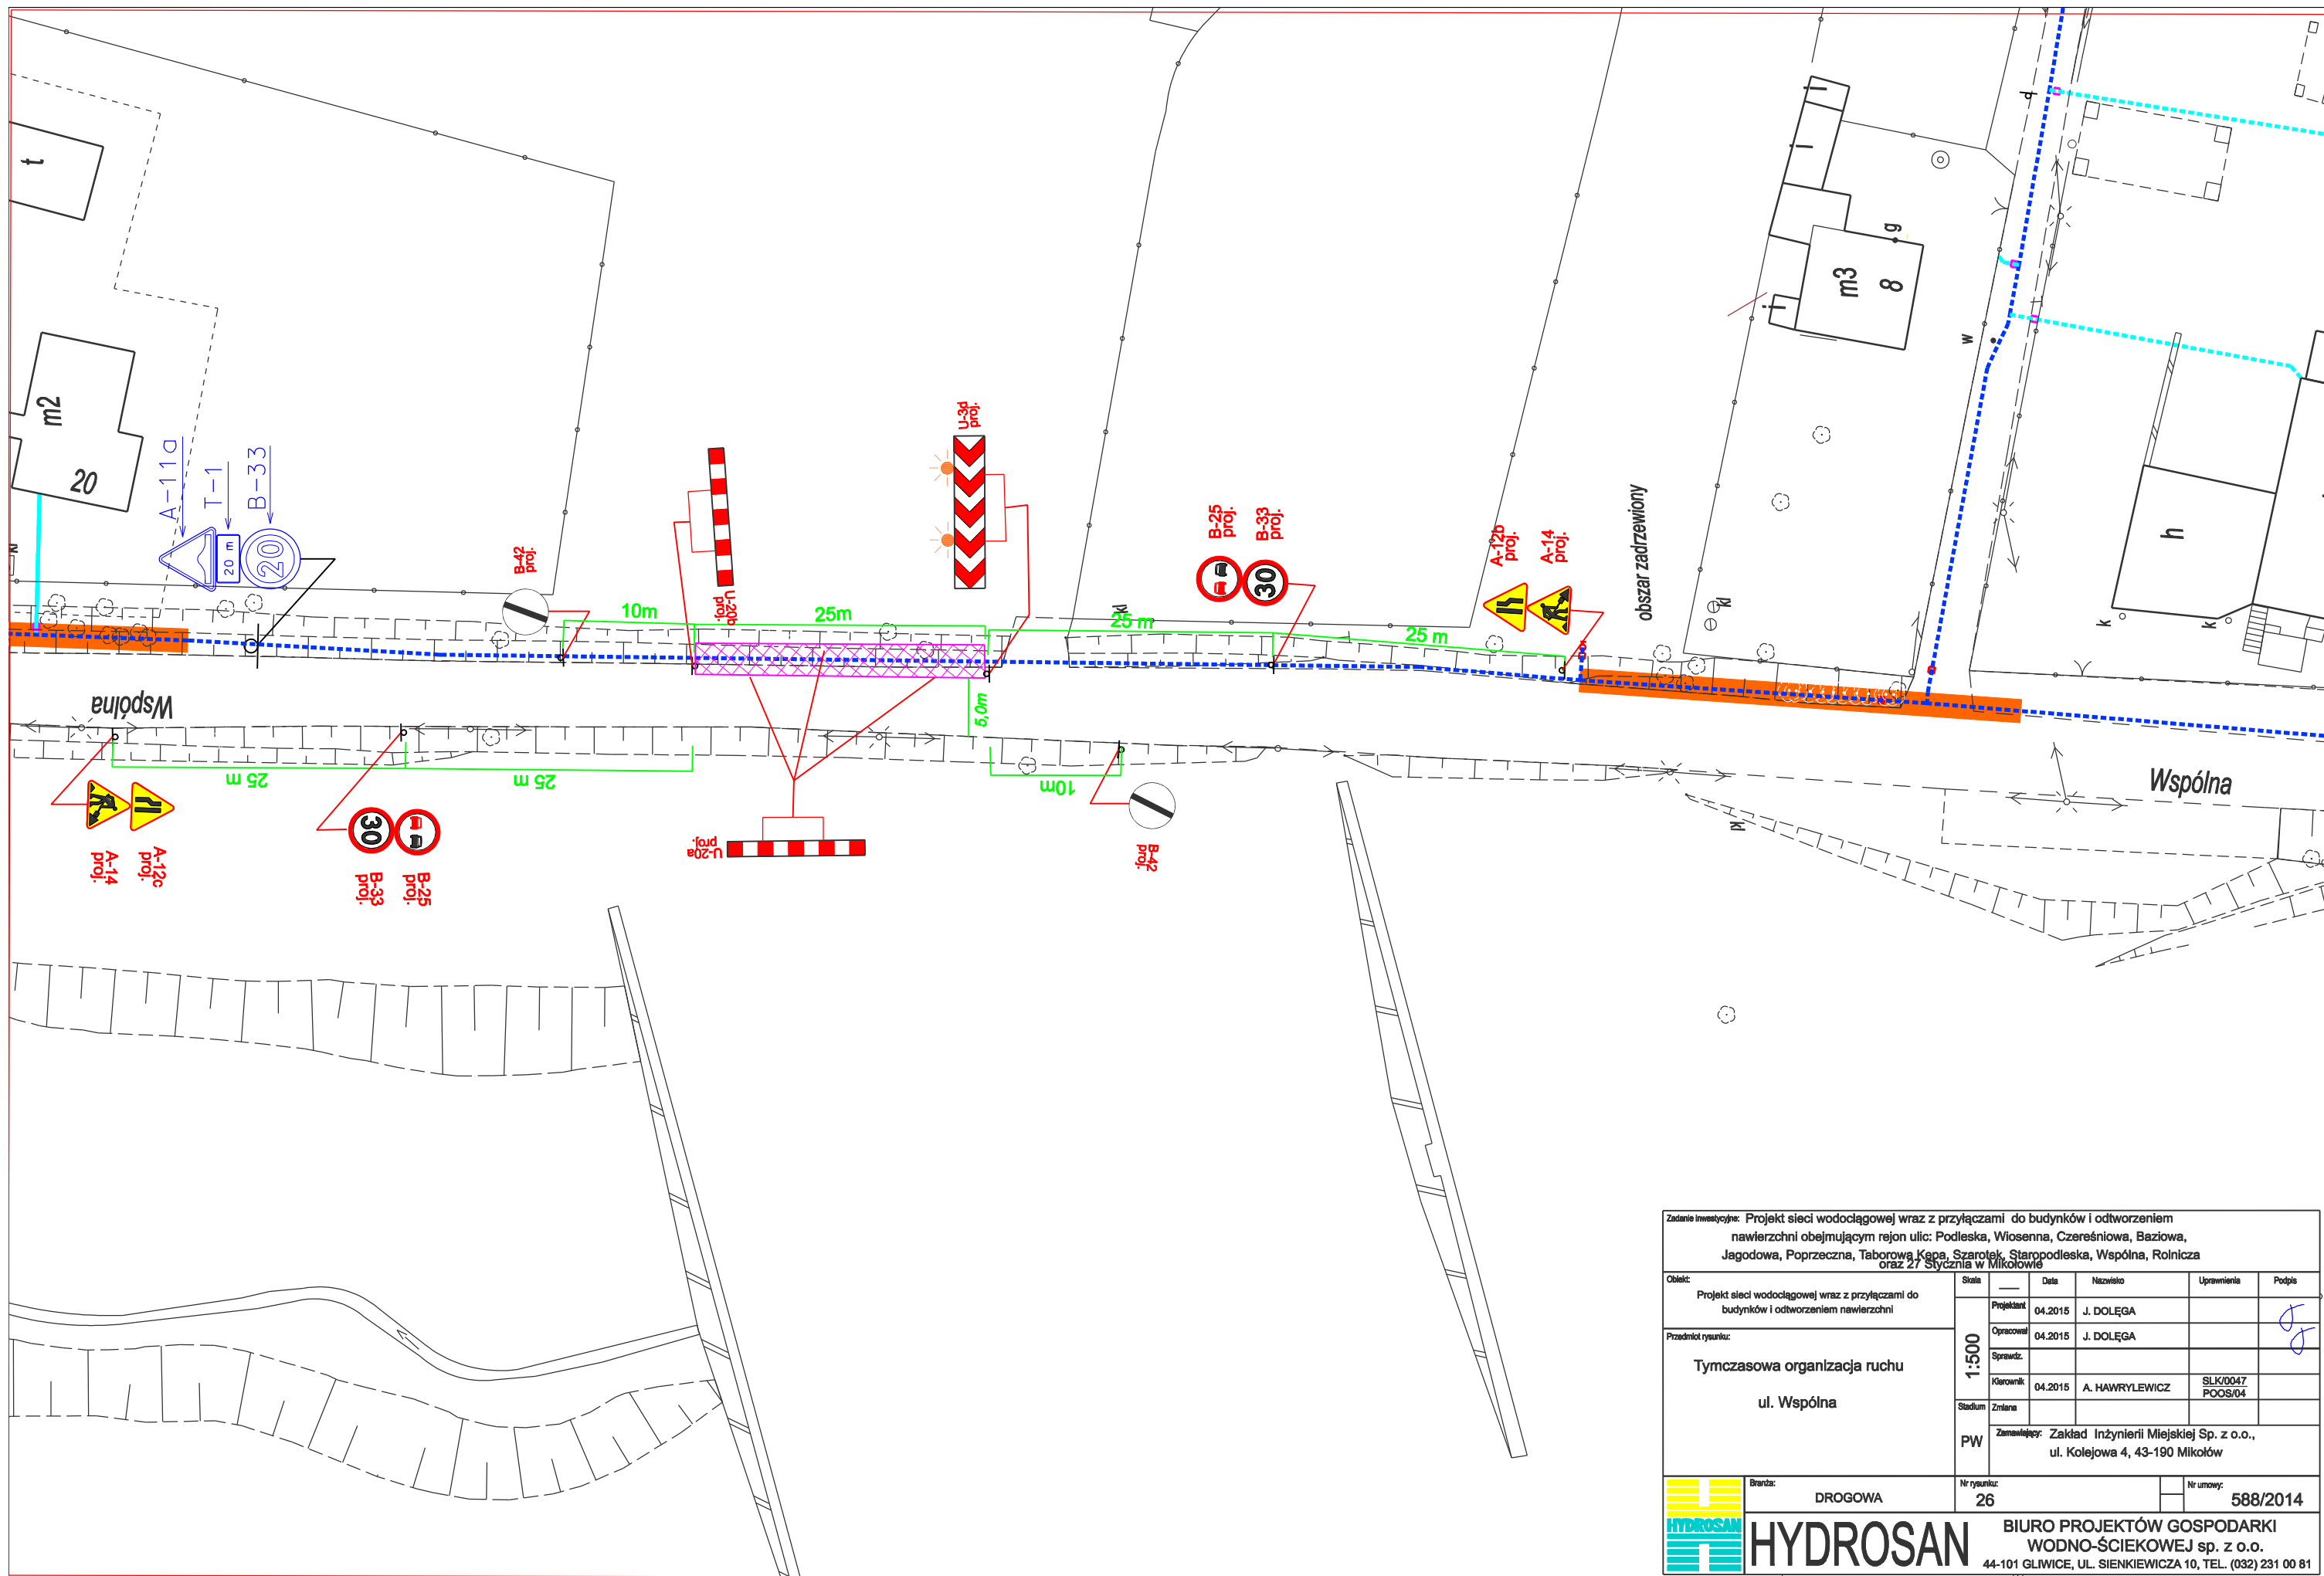 t
m2
20
kl
A-11a
T-1
B-33
20 m
20
B-42
proj.
U-20b
proj.
U-3d
proj.
B-25
proj.
B-33
proj.
30
A-12b
proj.
A-14
proj.
obszar zadrzewiony
10m
25m
25 m
25 m
5,0m
Wspólna
25 m
25 m
10m
A-14
proj.
A-12c
proj.
30
B-33
proj.
B-25
proj.
U-20a
proj.
B-42
proj.
i
i
i
m3
8
g
w
h
k
k
kl
kl
kl
Wspólna
Zadanie inwestycyjne: Projekt sieci wodociągowej wraz z przyłączami do budynków i odtworzeniem
nawierzchni obejmującym rejon ulic: Podleska, Wiosenna, Czereśniowa, Baziowa,
Jagodowa, Poprzeczna, Taborowa Kępa, Szarotek, Staropodleska, Wspólna, Rolnicza
oraz 27 Stycznia w Mikołowie
Obiekt:
Projekt sieci wodociągowej wraz z przyłączami do
budynków i odtworzeniem nawierzchni
Skala
Data
Nazwisko
Uprawnienia
Podpis
1:500
Projektant 04.2015 J. DOLĘGA
Opracował 04.2015 J. DOLĘGA
Sprawdz.
Kierownik 04.2015 A. HAWRYLEWICZ SLK/0047
POOS/04
Przedmiot rysunku:
Tymczasowa organizacja ruchu
ul. Wspólna
Stadium
Zmiana
PW
Zamawiający: Zakład Inżynierii Miejskiej Sp. z o.o.,
ul. Kolejowa 4, 43-190 Mikołów
Branża:
DROGOWA
Nr rysunku:
26
Nr umowy:
588/2014
HYDROSAN
HYDROSAN
BIURO PROJEKTÓW GOSPODARKI
WODNO-ŚCIEKOWEJ sp. z o.o.
44-101 GLIWICE, UL. SIENKIEWICZA 10, TEL. (032) 231 00 81